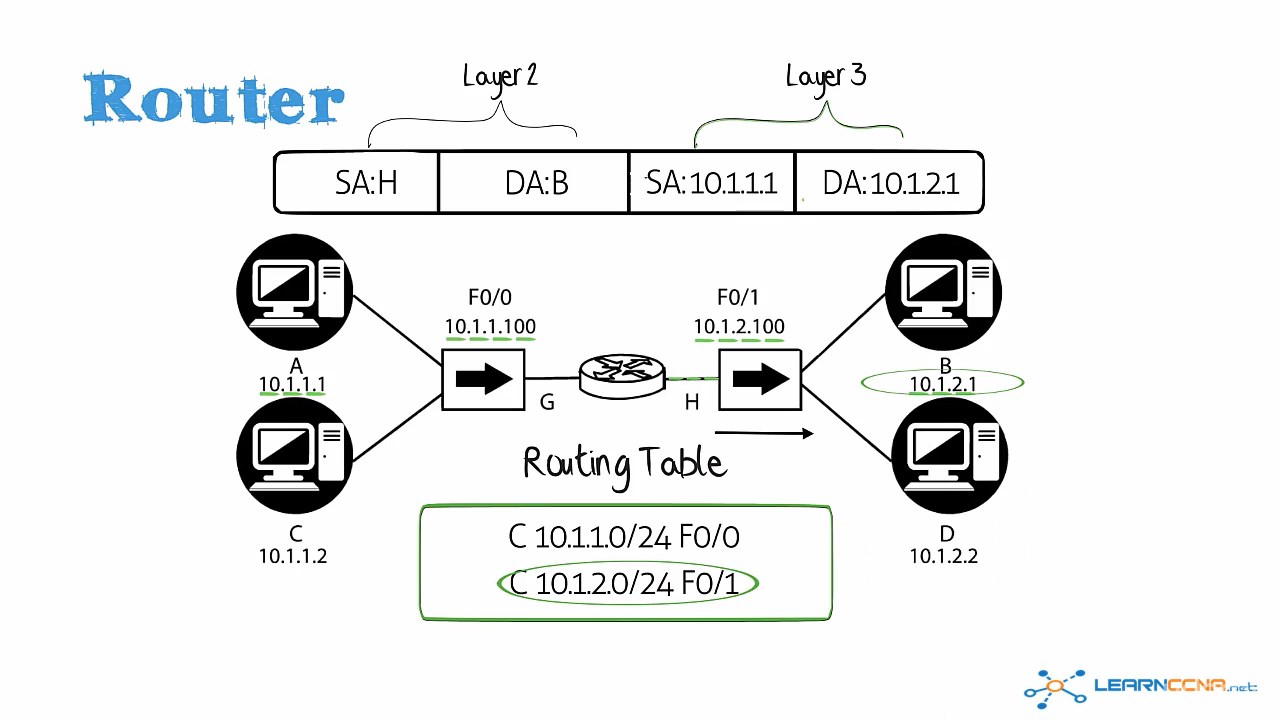 Router
Layer 2
Layer 3
SA:H
DA:B
SA:10.1.1.1
DA:10.1.2.1
F0/0
10.1.1.100
F0/1
10.1.2.100
A
10.1.1.1
B
10.1.2.1
G
H
Routing Table
C 10.1.1.0/24 F0/0
C 10.1.2.0/24 F0/1
C
10.1.1.2
D
10.1.2.2
LEARNCCNA.net